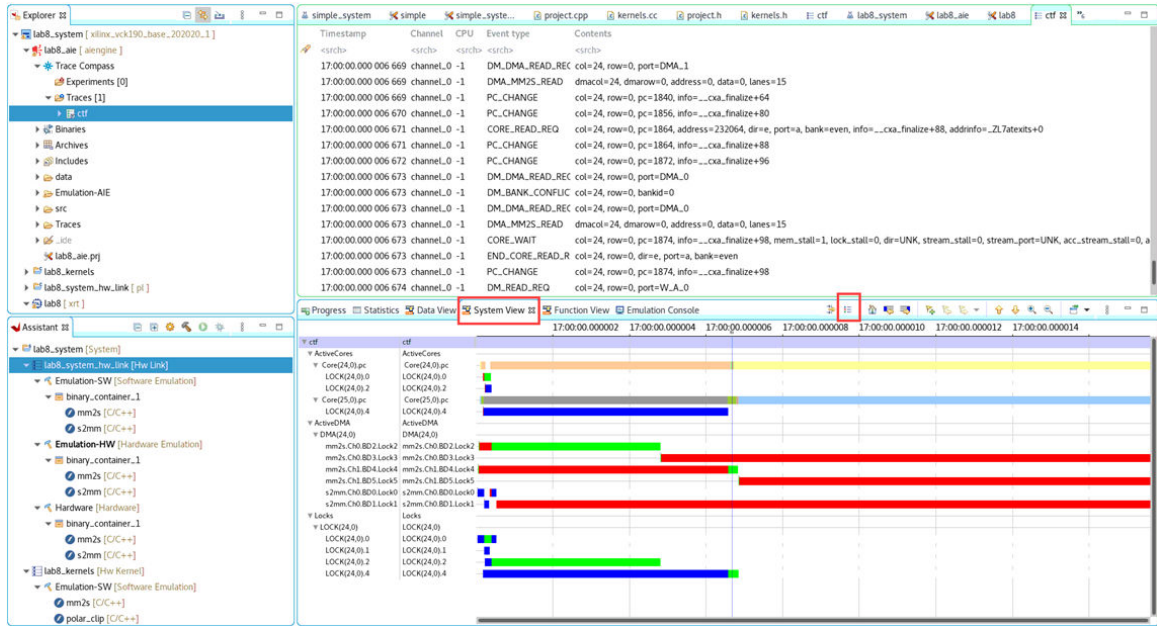 Explorer
lab8_system [ xilinx_vck190_base_202020_1 ]
lab8_aie [ aiengine ]
Trace Compass
Experiments [0]
Traces [1]
ctf
Binaries
Archives
Includes
data
Emulation-AIE
src
Traces
_ide
lab8_aie.prj
lab8_kernels
lab8_system_hw_link [ pl ]
lab8 [ xrt ]
Assistant
lab8_system [System]
lab8_system_hw_link [Hw Link]
Emulation-SW [Software Emulation]
binary_container_1
mm2s [C/C++]
s2mm [C/C++]
Emulation-HW [Hardware Emulation]
binary_container_1
mm2s [C/C++]
s2mm [C/C++]
Hardware [Hardware]
binary_container_1
mm2s [C/C++]
s2mm [C/C++]
lab8_kernels [Hw Kernel]
Emulation-SW [Software Emulation]
mm2s [C/C++]
polar_clip [C/C++]
simple_system simple simple_syste... project.cpp kernels.cc project.h kernels.h ctf lab8_system lab8_aie lab8 ctf
Timestamp Channel CPU Event type Contents
<srch> <srch> <srch> <srch> <srch>
17:00:00.000 006 669 channel_0 -1 DM_DMA_READ_REC col=24, row=0, port=DMA_1
17:00:00.000 006 669 channel_0 -1 DMA_MM2S_READ dmacol=24, dmarow=0, address=0, data=0, lanes=15
17:00:00.000 006 669 channel_0 -1 PC_CHANGE col=24, row=0, pc=1840, info=__cxa_finalize+64
17:00:00.000 006 670 channel_0 -1 PC_CHANGE col=24, row=0, pc=1856, info=__cxa_finalize+80
17:00:00.000 006 671 channel_0 -1 CORE_READ_REQ col=24, row=0, pc=1864, address=232064, dir=e, port=a, bank=even, info=__cxa_finalize+88, addrinfo=_ZL7atexits+0
17:00:00.000 006 671 channel_0 -1 PC_CHANGE col=24, row=0, pc=1864, info=__cxa_finalize+88
17:00:00.000 006 672 channel_0 -1 PC_CHANGE col=24, row=0, pc=1872, info=__cxa_finalize+96
17:00:00.000 006 673 channel_0 -1 DM_DMA_READ_REC col=24, row=0, port=DMA_0
17:00:00.000 006 673 channel_0 -1 DM_BANK_CONFLIC col=24, row=0, bankid=0
17:00:00.000 006 673 channel_0 -1 DM_DMA_READ_REC col=24, row=0, port=DMA_0
17:00:00.000 006 673 channel_0 -1 DMA_MM2S_READ dmacol=24, dmarow=0, address=0, data=0, lanes=15
17:00:00.000 006 673 channel_0 -1 CORE_WAIT col=24, row=0, pc=1874, info=__cxa_finalize+98, mem_stall=1, lock_stall=0, dir=UNK, stream_stall=0, stream_port=UNK, acc_stream_stall=0, a
17:00:00.000 006 673 channel_0 -1 END_CORE_READ_R col=24, row=0, dir=e, port=a, bank=even
17:00:00.000 006 673 channel_0 -1 PC_CHANGE col=24, row=0, pc=1874, info=__cxa_finalize+98
17:00:00.000 006 674 channel_0 -1 DM_READ_REQ col=24, row=0, port=W_A_0
Progress Statistics Data View System View Function View Emulation Console
17:00:00.000002 17:00:00.000004 17:00:00.000006 17:00:00.000008 17:00:00.000010 17:00:00.000012 17:00:00.000014
ctf ctf
ActiveCores ActiveCores
Core(24,0).pc Core(24,0).pc
LOCK(24,0).0 LOCK(24,0).0
LOCK(24,0).2 LOCK(24,0).2
Core(25,0).pc Core(25,0).pc
LOCK(24,0).4 LOCK(24,0).4
ActiveDMA ActiveDMA
DMA(24,0) DMA(24,0)
mm2s.Ch0.BD2.Lock2 mm2s.Ch0.BD2.Lock2
mm2s.Ch0.BD3.Lock3 mm2s.Ch0.BD3.Lock3
mm2s.Ch1.BD4.Lock4 mm2s.Ch1.BD4.Lock4
mm2s.Ch1.BD5.Lock5 mm2s.Ch1.BD5.Lock5
s2mm.Ch0.BD0.Lock0 s2mm.Ch0.BD0.Lock0
s2mm.Ch0.BD1.Lock1 s2mm.Ch0.BD1.Lock1
Locks Locks
LOCK(24,0) LOCK(24,0)
LOCK(24,0).0 LOCK(24,0).0
LOCK(24,0).1 LOCK(24,0).1
LOCK(24,0).2 LOCK(24,0).2
LOCK(24,0).4 LOCK(24,0).4